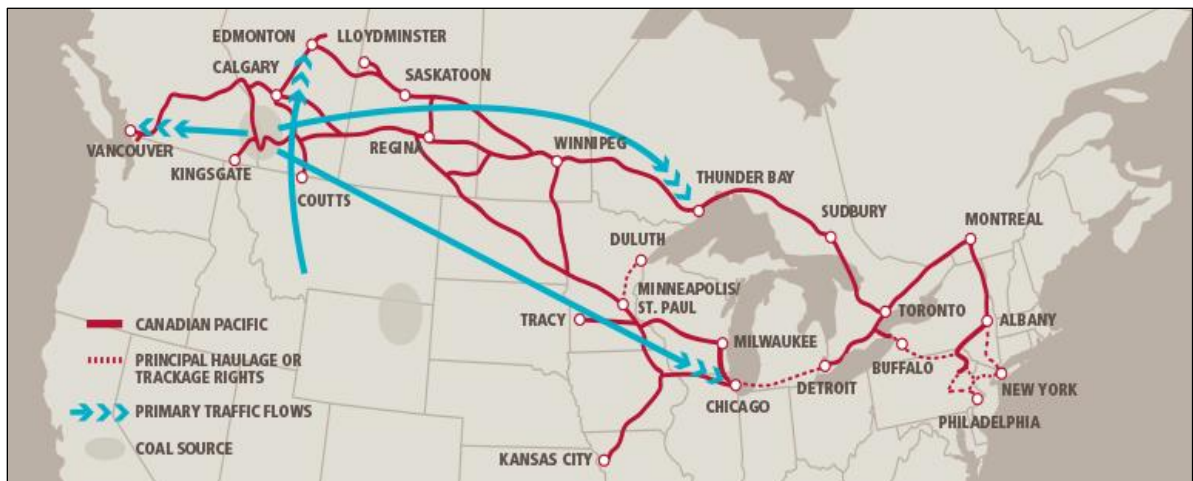 EDMONTON
LLOYDMINSTER
CALGARY
SASKATOON
VANCOUVER
KINGSGATE
COUTTS
REGINA
WINNIPEG
THUNDER BAY
SUDBURY
MONTREAL
DULUTH
MINNEAPOLIS/
ST. PAUL
TRACY
MILWAUKEE
TORONTO
ALBANY
BUFFALO
DETROIT
CHICAGO
NEW YORK
PHILADELPHIA
KANSAS CITY
CANADIAN PACIFIC
PRINCIPAL HAULAGE OR
TRACKAGE RIGHTS
PRIMARY TRAFFIC FLOWS
COAL SOURCE